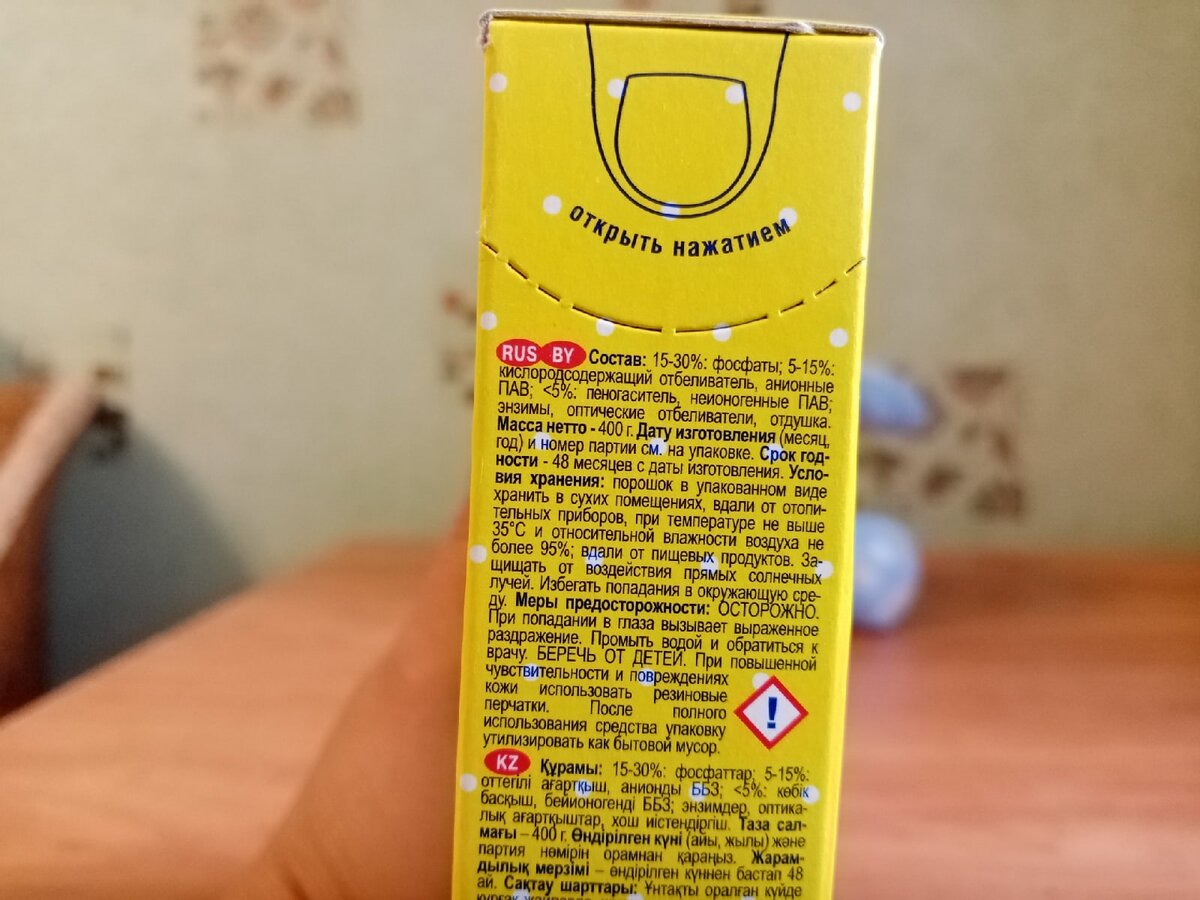 открыть нажатием
RUS BY Состав: 15-30%: фосфаты; 5-15%:
кислородсодержащий отбеливатель, анионные
ПАВ; <5%: пеногаситель, неионогенные ПАВ;
энзимы, оптические отбеливатели, отдушка.
Масса нетто - 400 г. Дату изготовления (месяц,
год) и номер партии см. на упаковке. Срок год-
ности - 48 месяцев с даты изготовления. Усло-
вия хранения: порошок в упакованном виде
хранить в сухих помещениях, вдали от отопи-
тельных приборов, при температуре не выше
35°С и относительной влажности воздуха не
более 95%; вдали от пищевых продуктов. За-
щищать от воздействия прямых солнечных
лучей. Избегать попадания в окружающую сре-
ду. Меры предосторожности: ОСТОРОЖНО.
При попадании в глаза вызывает выраженное
раздражение. Промыть водой и обратиться к
врачу. БЕРЕЧЬ ОТ ДЕТЕЙ. При повышенной
чувствительности и повреждениях
кожи использовать резиновые
перчатки. После полного
использования средства упаковку
утилизировать как бытовой мусор.
KZ Құрамы: 15-30%: фосфаттар; 5-15%:
оттегілі ағартқыш, анионды ББЗ; <5%: көбік
басқыш, бейионогенді ББЗ; энзимдер, оптика-
лық ағартқыштар, хош иістендіргіш. Таза сал-
мағы – 400 г. Өндірілген күні (айы, жылы) және
партия нөмірін орамнан қараңыз. Жарам-
дылық мерзімі – өндірілген күннен бастап 48
ай. Сақтау шарттары: Ұнтақты оралған күйде